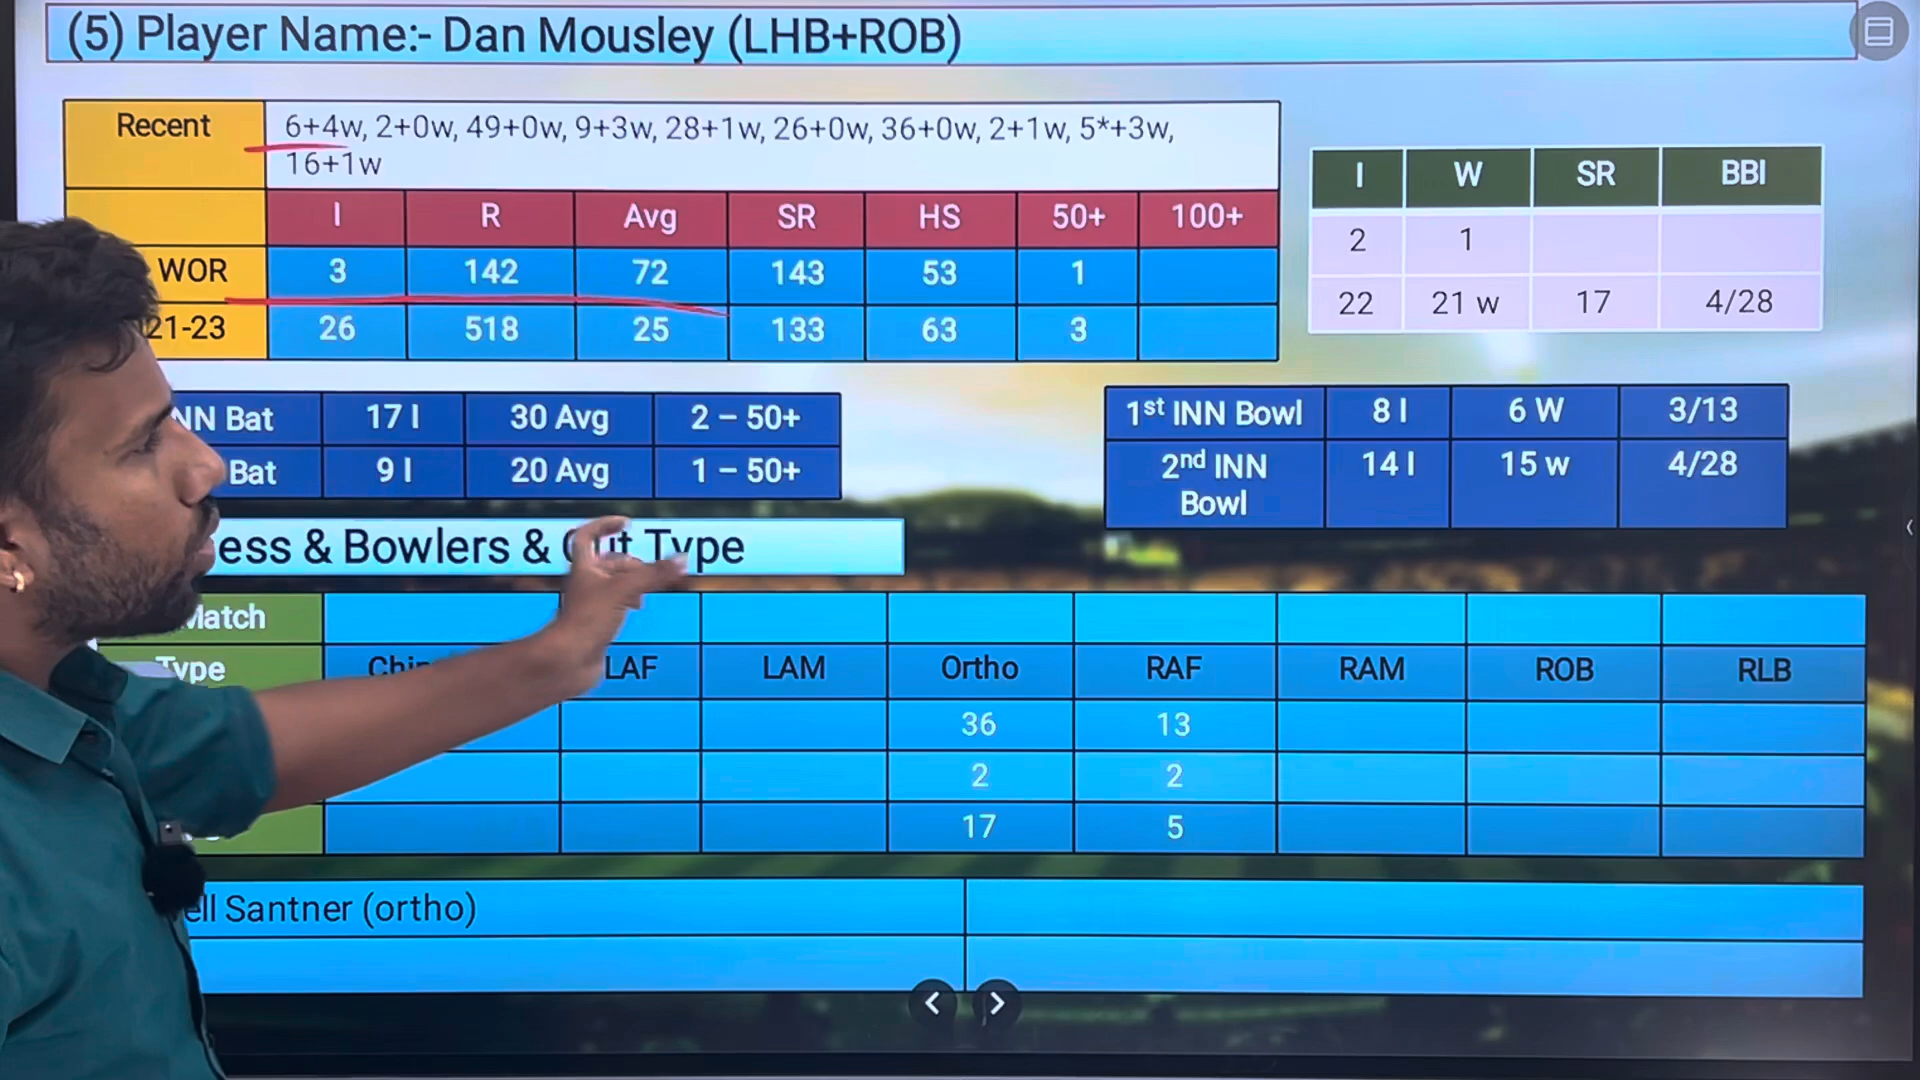 (5) Player Name:- Dan Mousley (LHB+ROB)
Recent
6+4w, 2+0w, 49+0w, 9+3w, 28+1w, 26+0w, 36+0w, 2+1w, 5*+3w,
16+1w
I R Avg SR HS 50+ 100+
WOR 3 142 72 143 53 1
21-23 26 518 25 133 63 3
I W SR BBI
2 1
22 21 w 17 4/28
NN Bat 17 I 30 Avg 2 – 50+
Bat 9 I 20 Avg 1 – 50+
1st INN Bowl 8 I 6 W 3/13
2nd INN
Bowl
14 I 15 w 4/28
ess & Bowlers & Out Type
Match
Type LAF LAM Ortho RAF RAM ROB RLB
36 13
2 2
17 5
ell Santner (ortho)